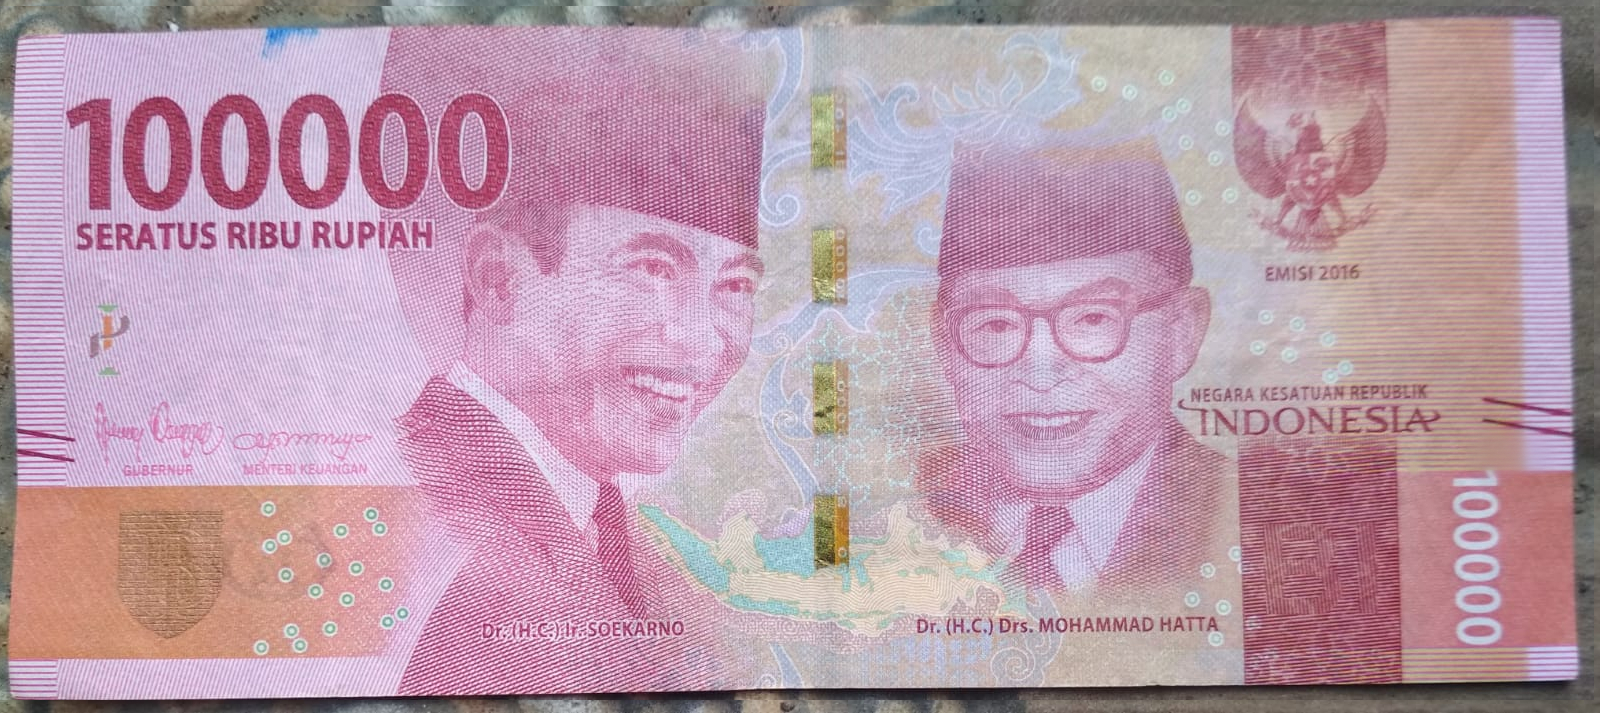 100000
SERATUS RIBU RUPIAH
EMISI 2016
NEGARA KESATUAN REPUBLIK
INDONESIA
GUBERNUR
MENTERI KEUANGAN
BI
100000
Dr. (H.C.) Ir. SOEKARNO
Dr. (H.C.) Drs. MOHAMMAD HATTA